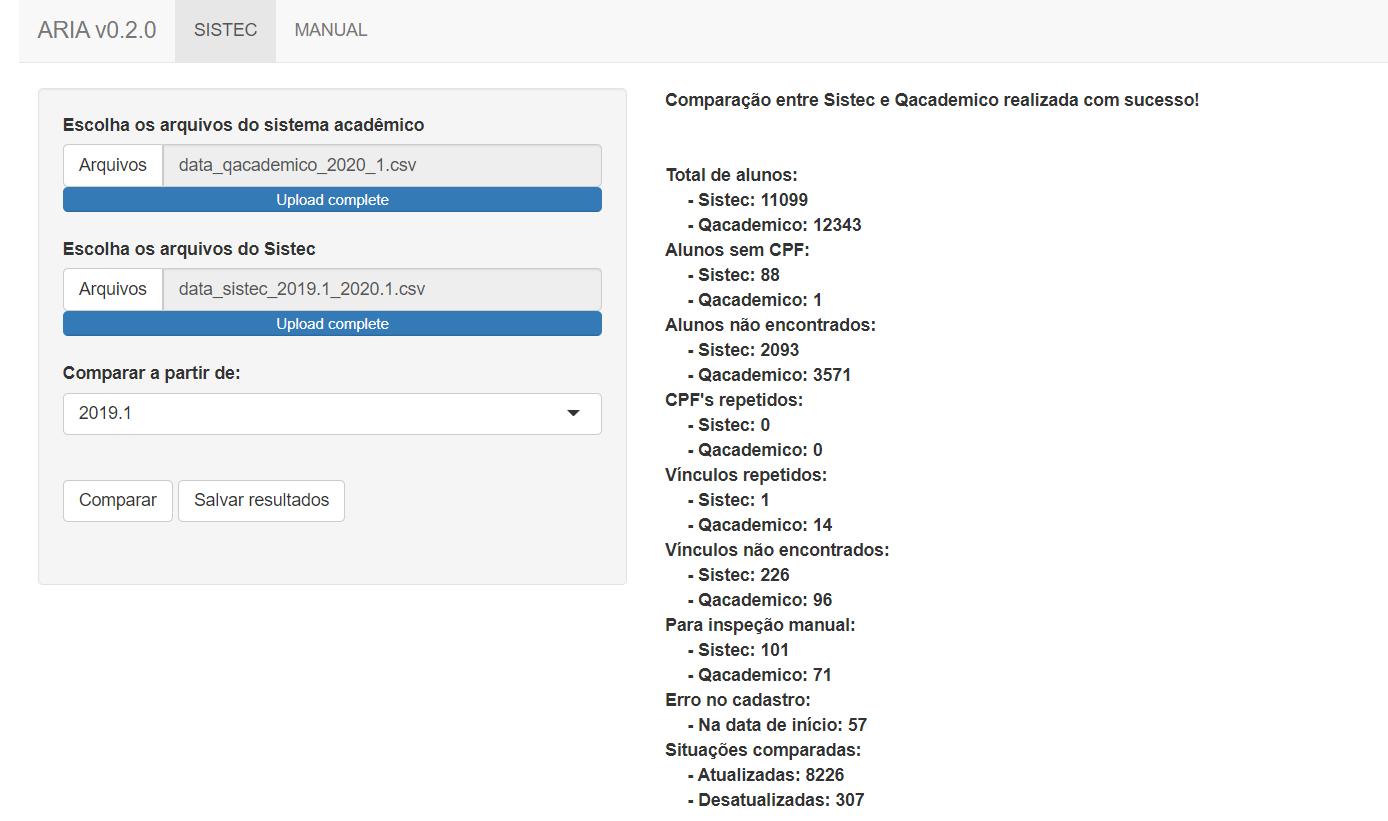 ARIA v0.2.0 SISTEC MANUAL
Escolha os arquivos do sistema acadêmico
Arquivos data_qacademico_2020_1.csv
Upload complete
Escolha os arquivos do Sistec
Arquivos data_sistec_2019.1_2020.1.csv
Upload complete
Comparar a partir de:
2019.1
Comparar Salvar resultados
Comparação entre Sistec e Qacademico realizada com sucesso!
Total de alunos:
- Sistec: 11099
- Qacademico: 12343
Alunos sem CPF:
- Sistec: 88
- Qacademico: 1
Alunos não encontrados:
- Sistec: 2093
- Qacademico: 3571
CPF's repetidos:
- Sistec: 0
- Qacademico: 0
Vínculos repetidos:
- Sistec: 1
- Qacademico: 14
Vínculos não encontrados:
- Sistec: 226
- Qacademico: 96
Para inspeção manual:
- Sistec: 101
- Qacademico: 71
Erro no cadastro:
- Na data de início: 57
Situações comparadas:
- Atualizadas: 8226
- Desatualizadas: 307